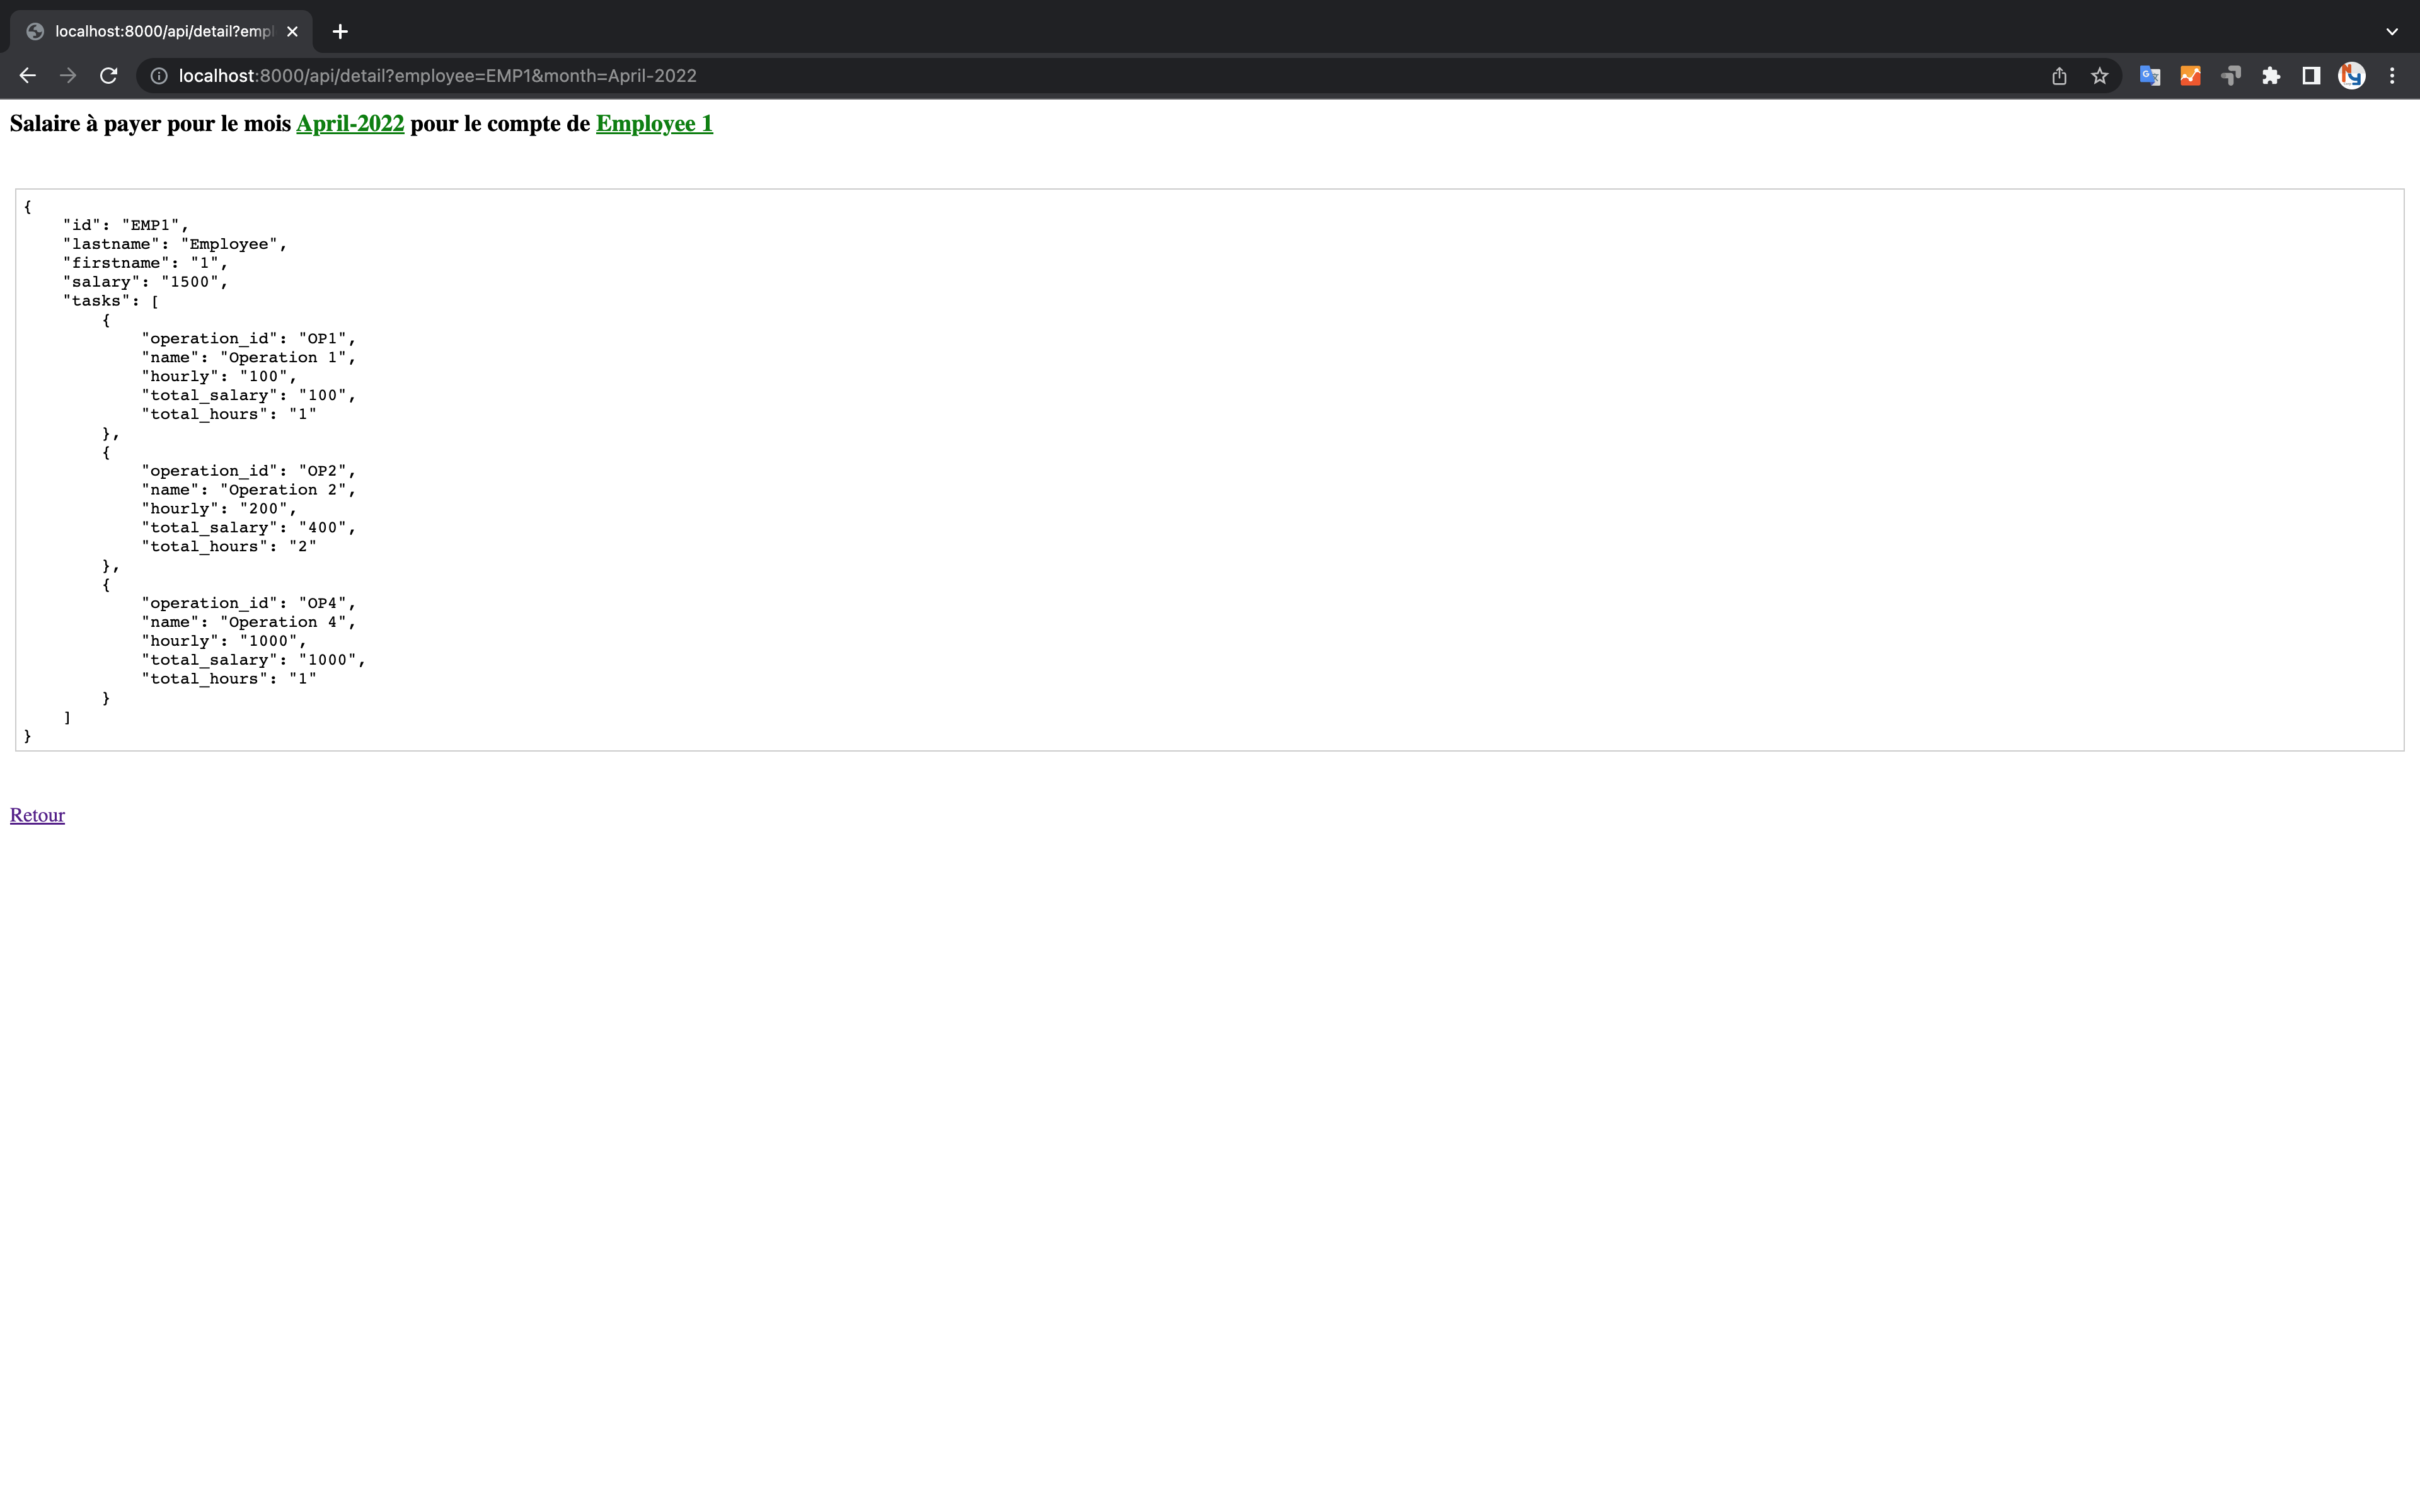 localhost:8000/api/detail?empl
localhost:8000/api/detail?employee=EMP1&month=April-2022
Salaire à payer pour le mois April-2022 pour le compte de Employee 1
{
    "id": "EMP1",
    "lastname": "Employee",
    "firstname": "1",
    "salary": "1500",
    "tasks": [
        {
            "operation_id": "OP1",
            "name": "Operation 1",
            "hourly": "100",
            "total_salary": "100",
            "total_hours": "1"
        },
        {
            "operation_id": "OP2",
            "name": "Operation 2",
            "hourly": "200",
            "total_salary": "400",
            "total_hours": "2"
        },
        {
            "operation_id": "OP4",
            "name": "Operation 4",
            "hourly": "1000",
            "total_salary": "1000",
            "total_hours": "1"
        }
    ]
}
Retour